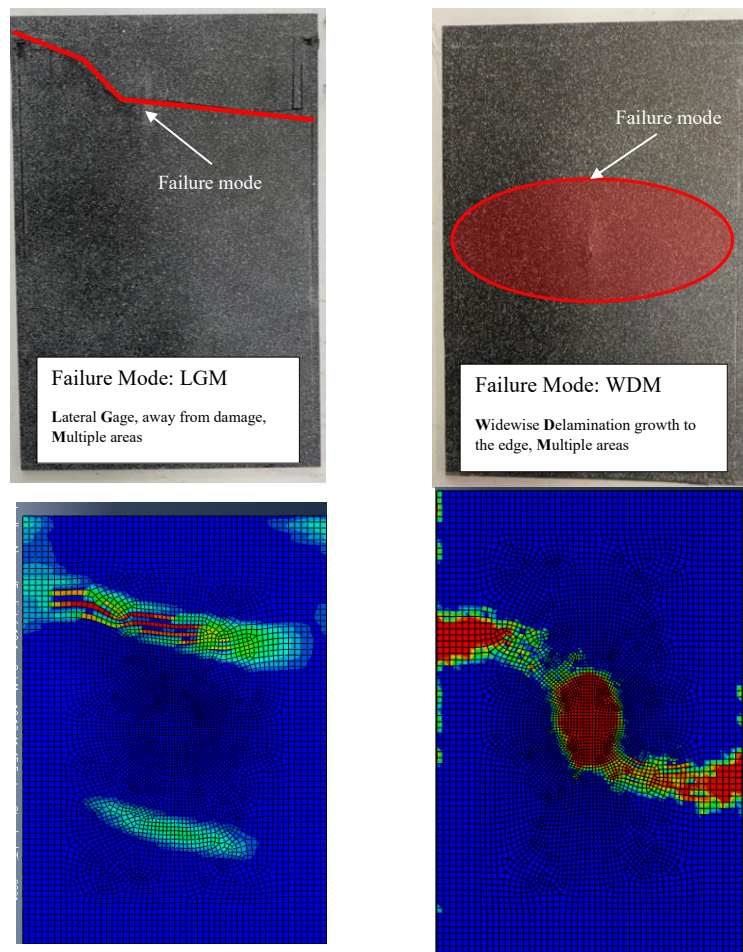 Failure mode
Failure Mode: LGM
Lateral Gage, away from damage,
Multiple areas
Failure mode
Failure Mode: WDM
Widewise Delamination growth to
the edge, Multiple areas